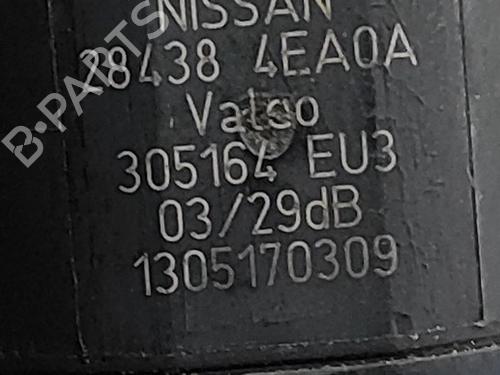 NISSAN
28438 4EA0A
Valeo
305164 EU3
03/29dB
1305170309
B-PARTS